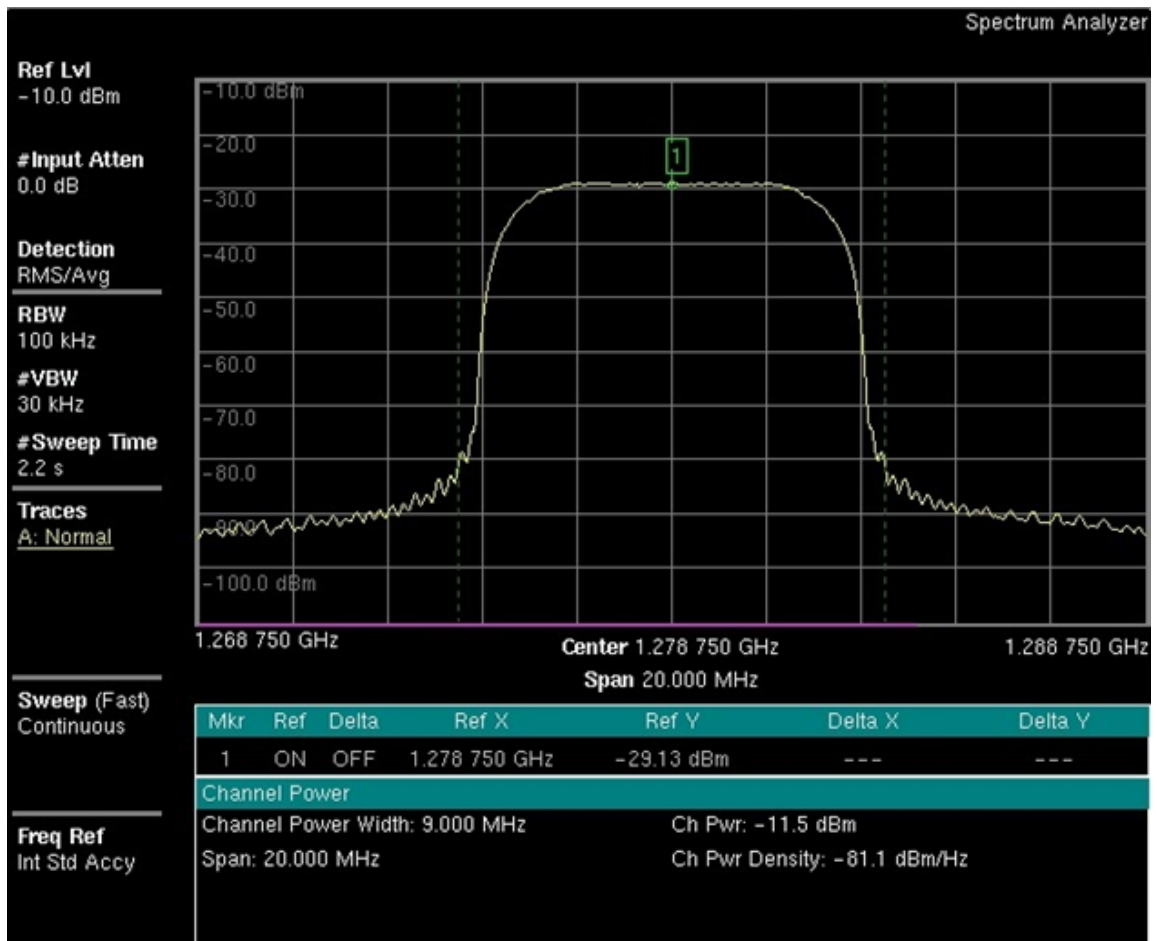 Spectrum Analyzer
Ref Lvl
-10.0 dBm
#Input Atten
0.0 dB
Detection
RMS/Avg
RBW
100 kHz
#VBW
30 kHz
#Sweep Time
2.2 s
Traces
A: Normal
Sweep (Fast)
Continuous
Freq Ref
Int Std Accy
-10.0 dBm
-20.0
1
-30.0
-40.0
-50.0
-60.0
-70.0
-80.0
-90.0
-100.0 dBm
1.268 750 GHz
Center 1.278 750 GHz
1.288 750 GHz
Span 20.000 MHz
Mkr Ref Delta Ref X Ref Y Delta X Delta Y
1 ON OFF 1.278 750 GHz -29.13 dBm --- ---
Channel Power
Channel Power Width: 9.000 MHz Ch Pwr: -11.5 dBm
Span: 20.000 MHz Ch Pwr Density: -81.1 dBm/Hz